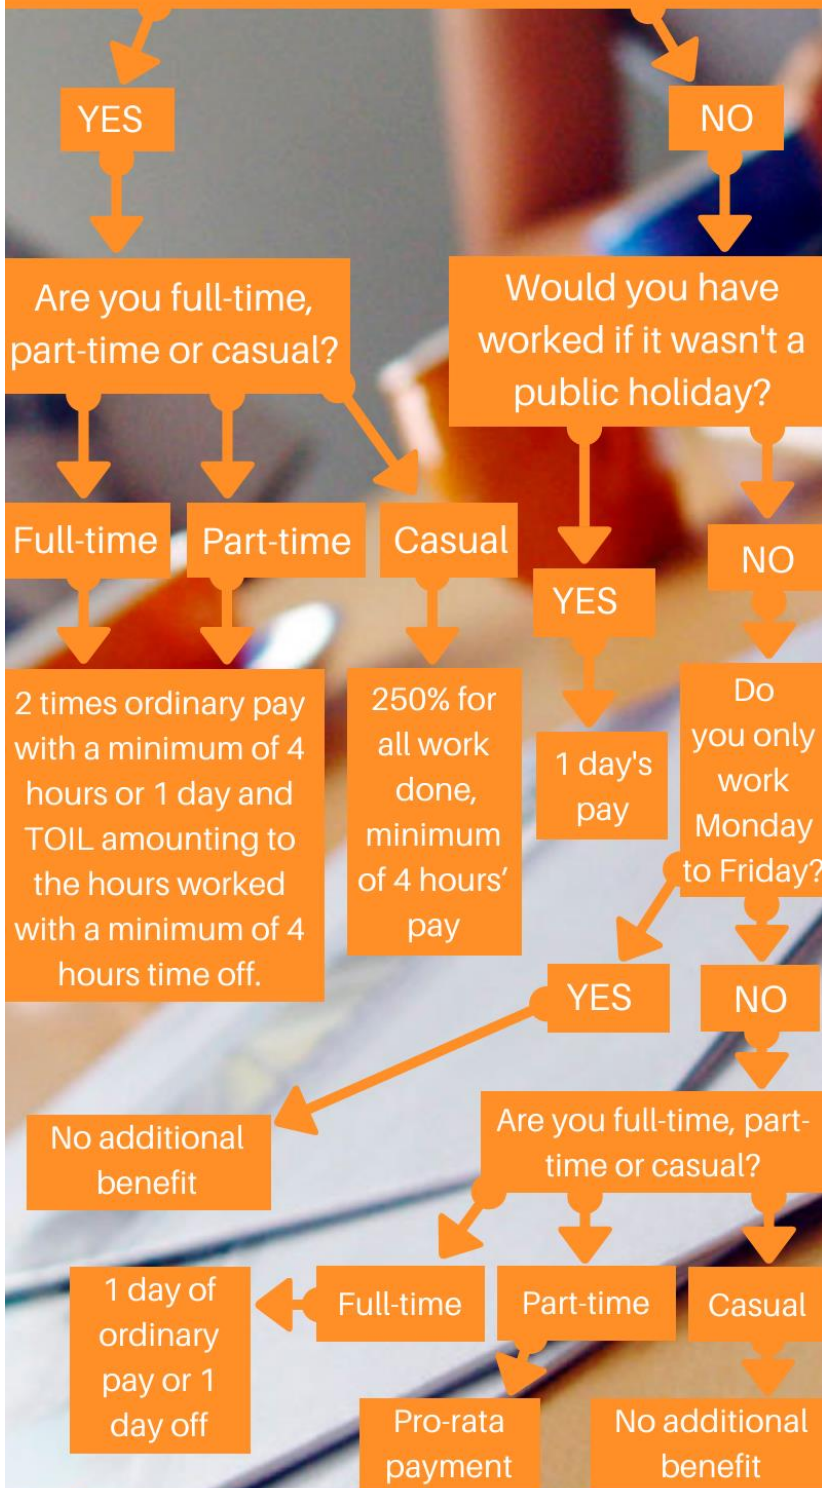 YES
NO
Are you full-time,
part-time or casual?
Would you have
worked if it wasn't a
public holiday?
Full-time
Part-time
Casual
YES
NO
2 times ordinary pay
with a minimum of 4
hours or 1 day and
TOIL amounting to
the hours worked
with a minimum of 4
hours time off.
250% for
all work
done,
minimum
of 4 hours'
pay
1 day's
pay
Do
you only
work
Monday
to Friday?
YES
NO
No additional
benefit
Are you full-time, part-
time or casual?
Full-time
Part-time
Casual
1 day of
ordinary
pay or 1
day off
Pro-rata
payment
No additional
benefit